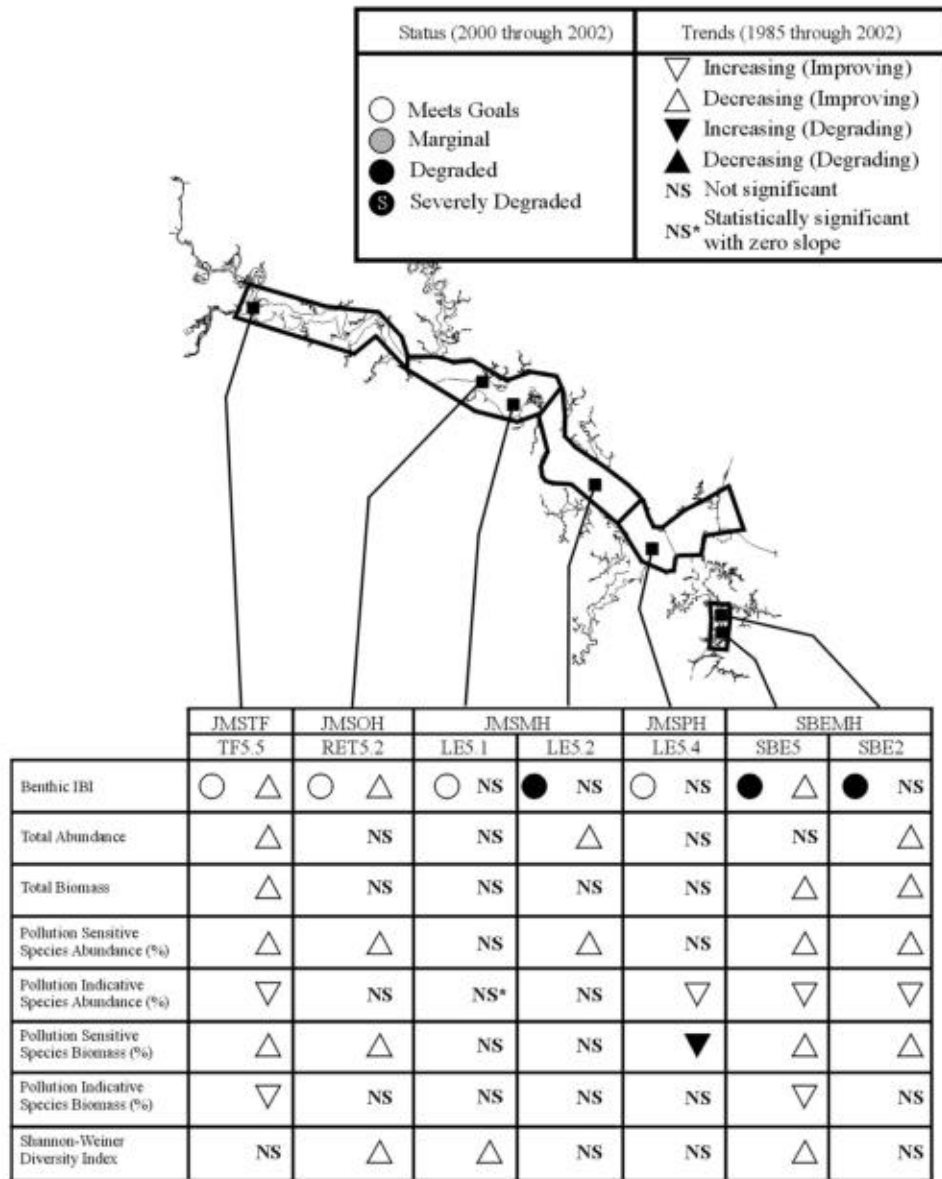 Status (2000 through 2002)
Trends (1985 through 2002)
Meets Goals
Marginal
Degraded
S Severely Degraded
Increasing (Improving)
Decreasing (Improving)
Increasing (Degrading)
Decreasing (Degrading)
NS Not significant
NS* Statistically significant
with zero slope
JMSTF JMSOH JMSMH JMSPH SBEMH
TF5.5 RET5.2 LE5.1 LE5.2 LE5.4 SBE5 SBE2
Benthic IBI NS NS NS NS
Total Abundance NS NS NS NS
Total Biomass NS NS NS NS
Pollution Sensitive
Species Abundance (%) NS NS
Pollution Indicative
Species Abundance (%) NS NS* NS
Pollution Sensitive
Species Biomass (%) NS NS
Pollution Indicative
Species Biomass (%) NS NS NS NS NS
Shannon-Weiner
Diversity Index NS NS NS NS